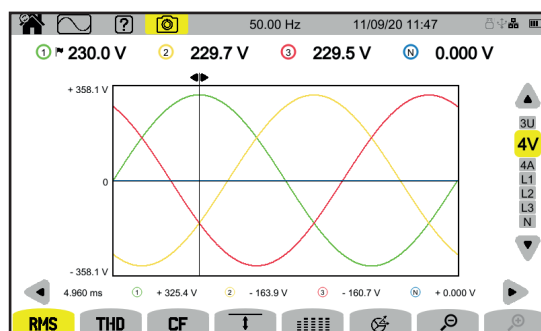 ? 50.00 Hz 11/09/20 11:47
1 230.0 V 2 229.7 V 3 229.5 V N 0.000 V
+ 358.1 V
0
- 358.1 V
3U
4V
4A
L1
L2
L3
N
4.960 ms 1 + 325.4 V 2 - 163.9 V 3 - 160.7 V N + 0.000 V
RMS THD CF